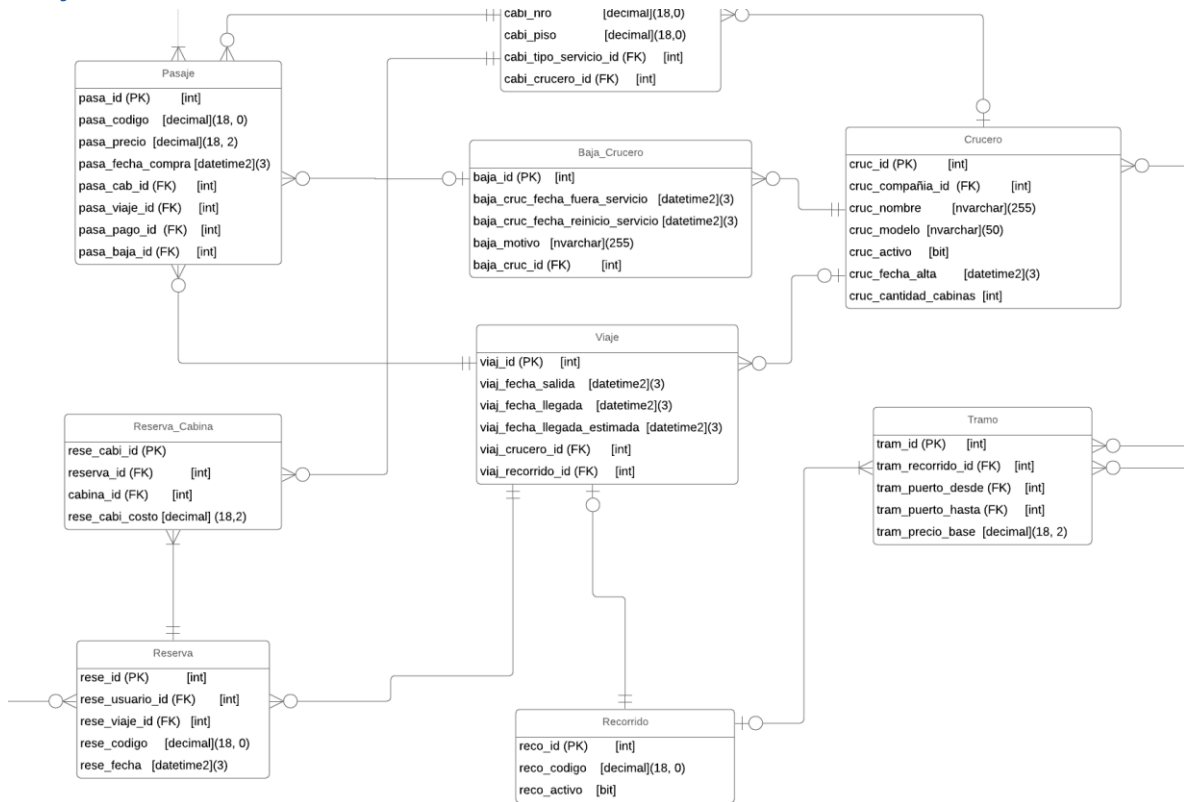 cabi_nro [decimal](18,0)
cabi_piso [decimal](18,0)
cabi_tipo_servicio_id (FK) [int]
cabi_crucero_id (FK) [int]
Pasaje
pasa_id (PK) [int]
pasa_codigo [decimal](18, 0)
pasa_precio [decimal](18, 2)
pasa_fecha_compra [datetime2](3)
pasa_cab_id (FK) [int]
pasa_viaje_id (FK) [int]
pasa_pago_id (FK) [int]
pasa_baja_id (FK) [int]
Baja_Crucero
baja_id (PK) [int]
baja_cruc_fecha_fuera_servicio [datetime2](3)
baja_cruc_fecha_reinicio_servicio [datetime2](3)
baja_motivo [nvarchar](255)
baja_cruc_id (FK) [int]
Crucero
cruc_id (PK) [int]
cruc_compañia_id (FK) [int]
cruc_nombre [nvarchar](255)
cruc_modelo [nvarchar](50)
cruc_activo [bit]
cruc_fecha_alta [datetime2](3)
cruc_cantidad_cabinas [int]
Viaje
viaj_id (PK) [int]
viaj_fecha_salida [datetime2](3)
viaj_fecha_llegada [datetime2](3)
viaj_fecha_llegada_estimada [datetime2](3)
viaj_crucero_id (FK) [int]
viaj_recorrido_id (FK) [int]
Reserva_Cabina
rese_cabi_id (PK)
reserva_id (FK) [int]
cabina_id (FK) [int]
rese_cabi_costo [decimal] (18,2)
Tramo
tram_id (PK) [int]
tram_recorrido_id (FK) [int]
tram_puerto_desde (FK) [int]
tram_puerto_hasta (FK) [int]
tram_precio_base [decimal](18, 2)
Reserva
rese_id (PK) [int]
rese_usuario_id (FK) [int]
rese_viaje_id (FK) [int]
rese_codigo [decimal](18, 0)
rese_fecha [datetime2](3)
Recorrido
reco_id (PK) [int]
reco_codigo [decimal](18, 0)
reco_activo [bit]